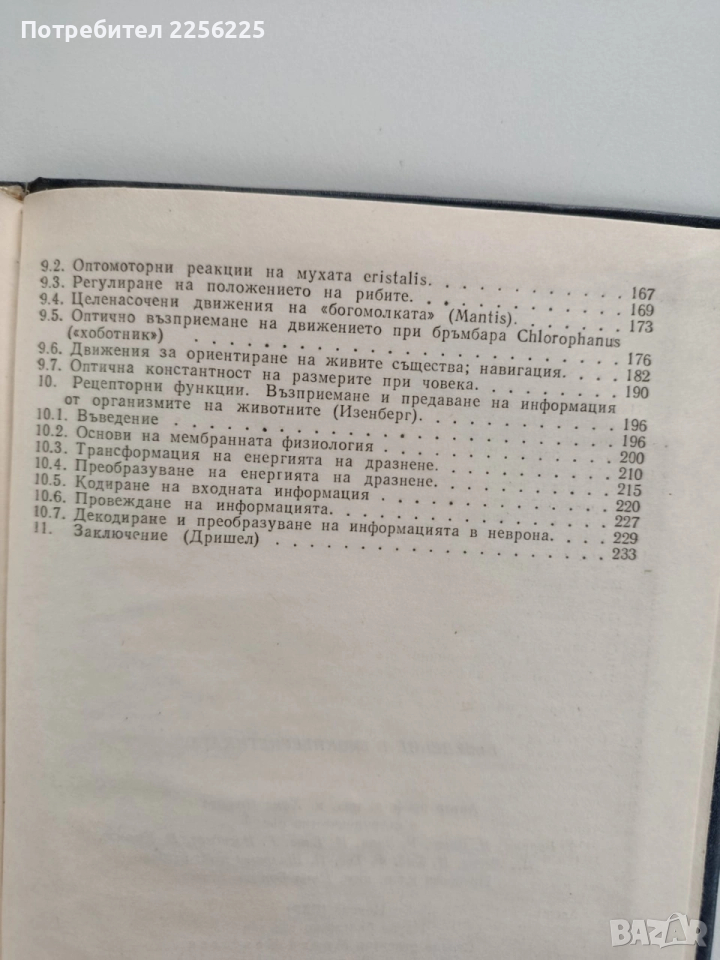 Потребител 2256225
9.2. Оптомоторни реакции на мухата eristalis. . . . . . . . . . 167
9.3. Регулиране на положението на рибите. . . . . . . . . . . 169
9.4. Целенасочени движения на «богомолката» (Mantis). . . . . . . 173
9.5. Оптично възприемане на движението при бръмбара Chlorophanus
(«хоботник») . . . . . . . . . . . . . . . . . . . . 176
9.6. Движения за ориентиране на живите същества; навигация. . . . . 182
9.7. Оптична константност на размерите при човека. . . . . . . . 190
10. Рецепторни функции. Възприемане и предаване на информация
от организмите на животните (Изенберг). . . . . . . . . . . 196
10.1. Въведение . . . . . . . . . . . . . . . . . . . . 196
10.2. Основи на мембранната физиология . . . . . . . . . . . . 200
10.3. Трансформация на енергията на дразнене. . . . . . . . . . 210
10.4. Преобразуване на енергията на дразнене. . . . . . . . . . 215
10.5. Кодиране на входната информация . . . . . . . . . . . . 220
10.6. Провеждане на информацията. . . . . . . . . . . . . . 227
10.7. Декодиране и преобразуване на информацията в неврона. . . . . 229
11. Заключение (Дришел) . . . . . . . . . . . . . . . . 233
BAZAR